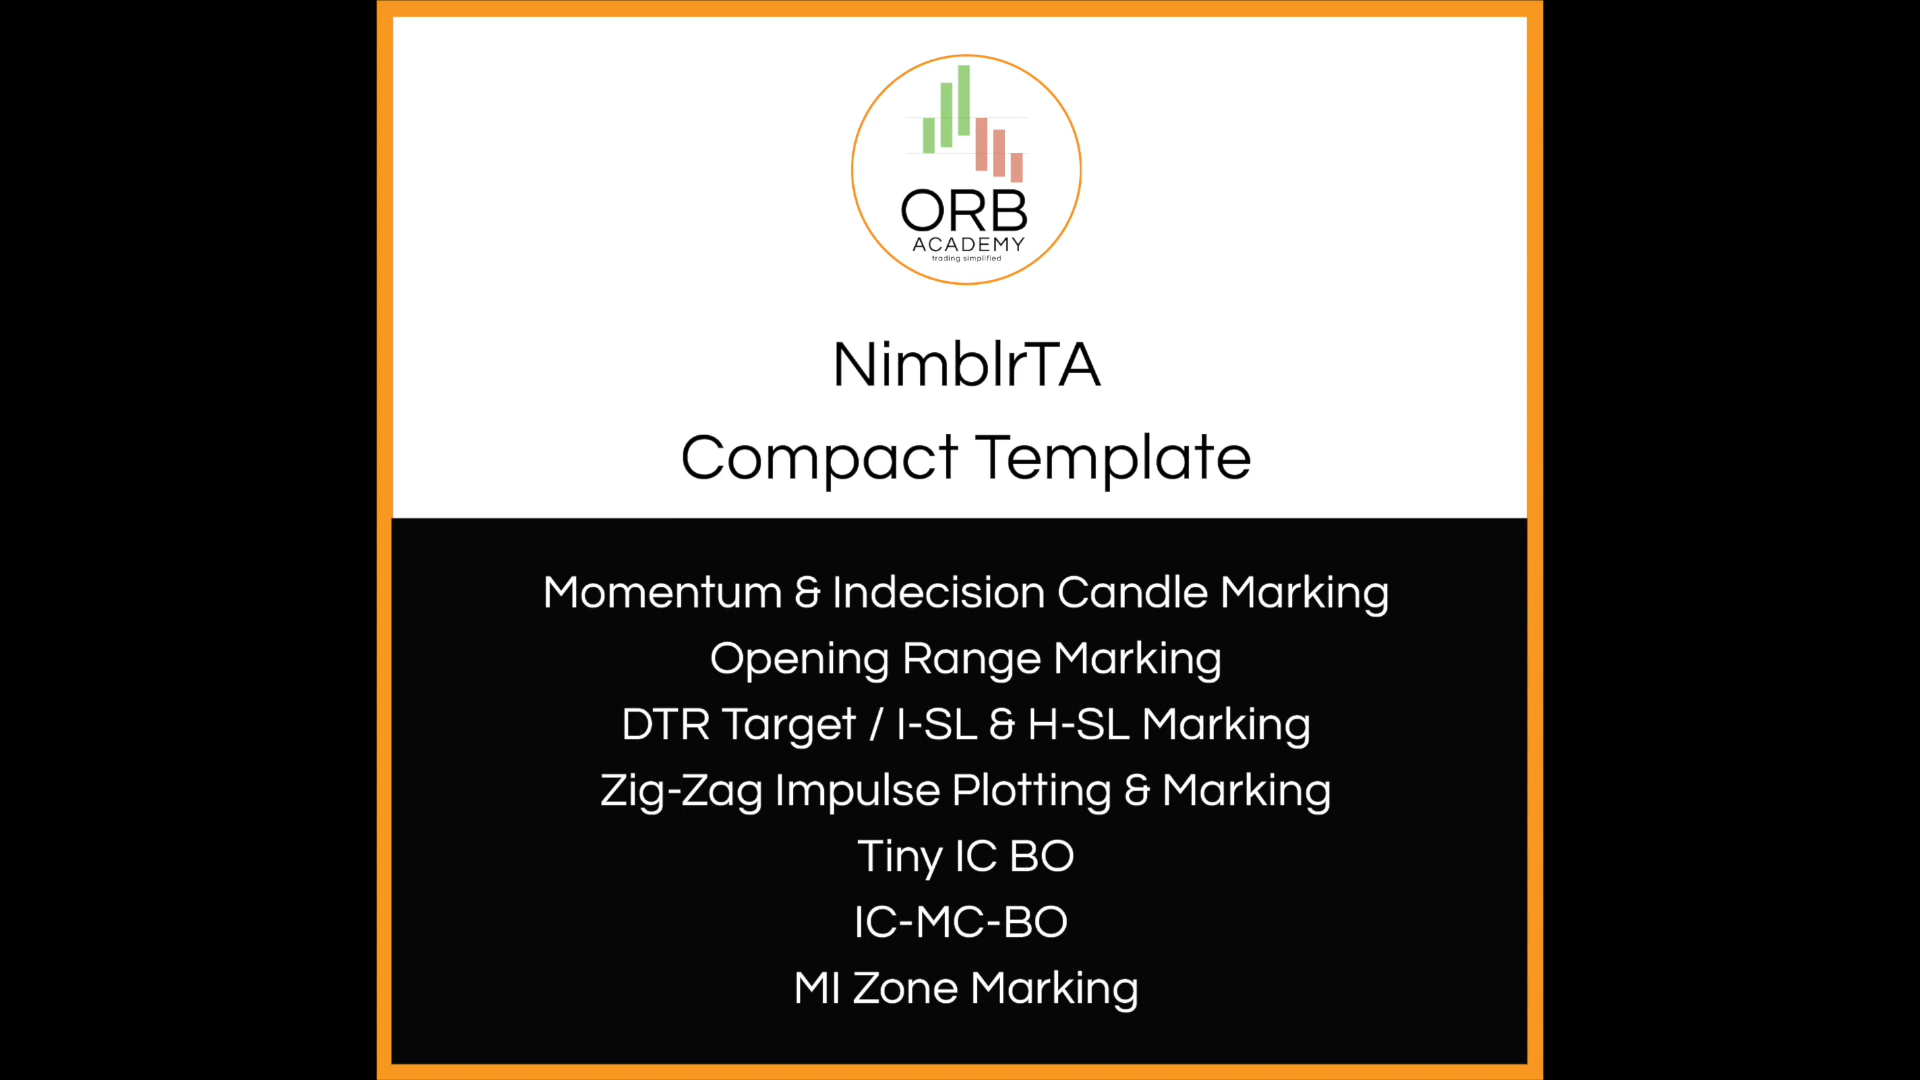 ORB
ACADEMY
trading simplified
NimblrTA
Compact Template
Momentum & Indecision Candle Marking
Opening Range Marking
DTR Target / I-SL & H-SL Marking
Zig-Zag Impulse Plotting & Marking
Tiny IC BO
IC-MC-BO
MI Zone Marking